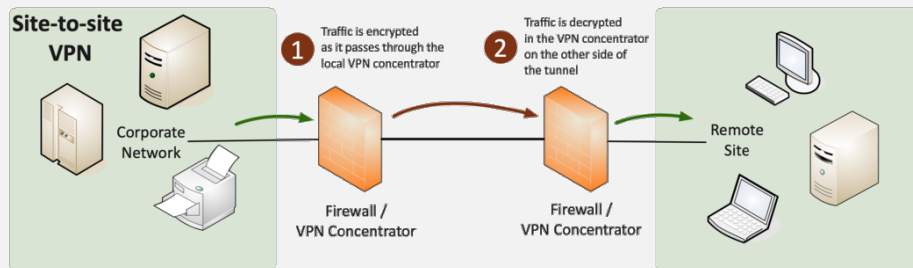 Site-to-site
VPN
1
Traffic is encrypted
as it passes through the
local VPN concentrator
2
Traffic is decrypted
in the VPN concentrator
on the other side of
the tunnel
Corporate
Network
Firewall /
VPN Concentrator
Firewall /
VPN Concentrator
Remote
Site